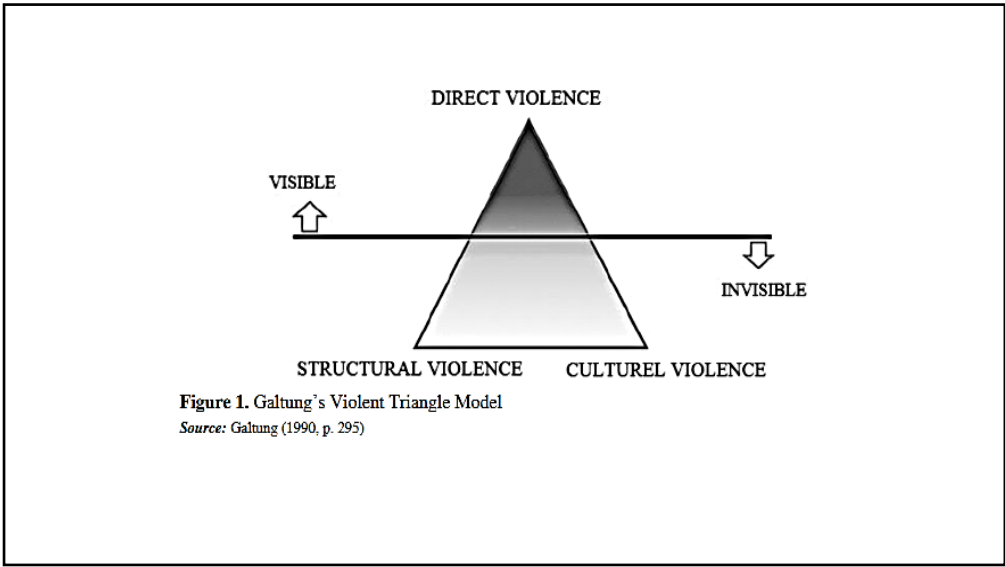 DIRECT VIOLENCE
VISIBLE
INVISIBLE
STRUCTURAL VIOLENCE
CULTUREL VIOLENCE
Figure 1. Galtung’s Violent Triangle Model
Source: Galtung (1990, p. 295)